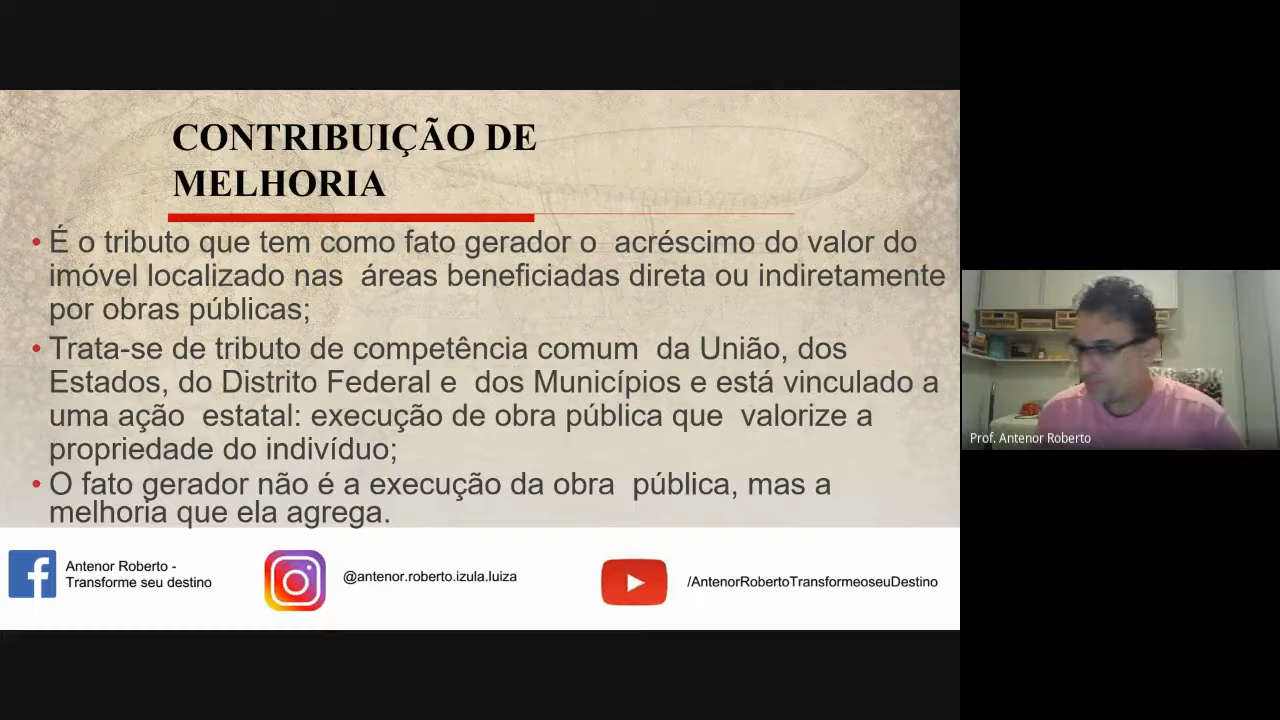 CONTRIBUIÇÃO DE
MELHORIA
• É o tributo que tem como fato gerador o acréscimo do valor do
imóvel localizado nas áreas beneficiadas direta ou indiretamente
por obras públicas;
• Trata-se de tributo de competência comum da União, dos
Estados, do Distrito Federal e dos Municípios e está vinculado a
uma ação estatal: execução de obra pública que valorize a
propriedade do indivíduo;
• O fato gerador não é a execução da obra pública, mas a
melhoria que ela agrega.
Antenor Roberto -
Transforme seu destino
@antenor.roberto.izula.luiza
/AntenorRobertoTransformeoseuDestino
Prof. Antenor Roberto